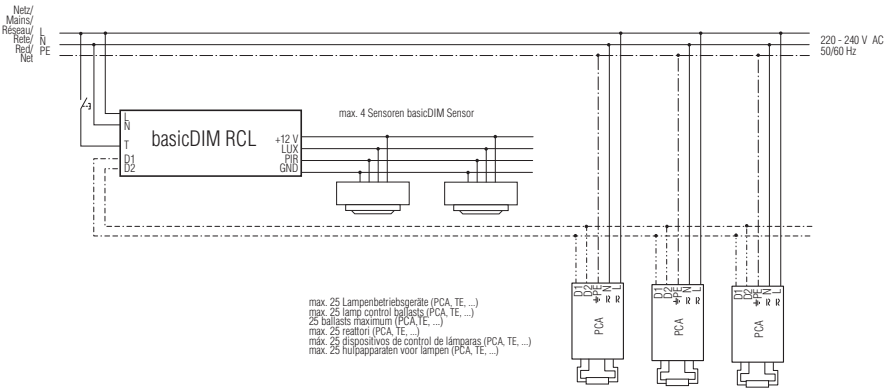 Netz/
Mains/
Réseau/ L
Rete/ N
Red/ PE
Net
220 - 240 V AC
50/60 Hz
max. 4 Sensoren basicDIM Sensor
L
N
T
D1
D2
basicDIM RCL
+12 V
LUX
PIR
GND
max. 25 Lampenbetriebsgeräte (PCA, TE, ...)
max. 25 lamp control ballasts (PCA, TE, ...)
25 ballasts maximum (PCA,TE, ...)
max. 25 reattori (PCA, TE, ...)
máx. 25 dispositivos de control de lámparas (PCA, TE, ...)
max. 25 hulpapparaten voor lampen (PCA, TE, ...)
D1 D2 PE N L
PCA
D1 D2 PE N L
PCA
D1 D2 PE N L
PCA